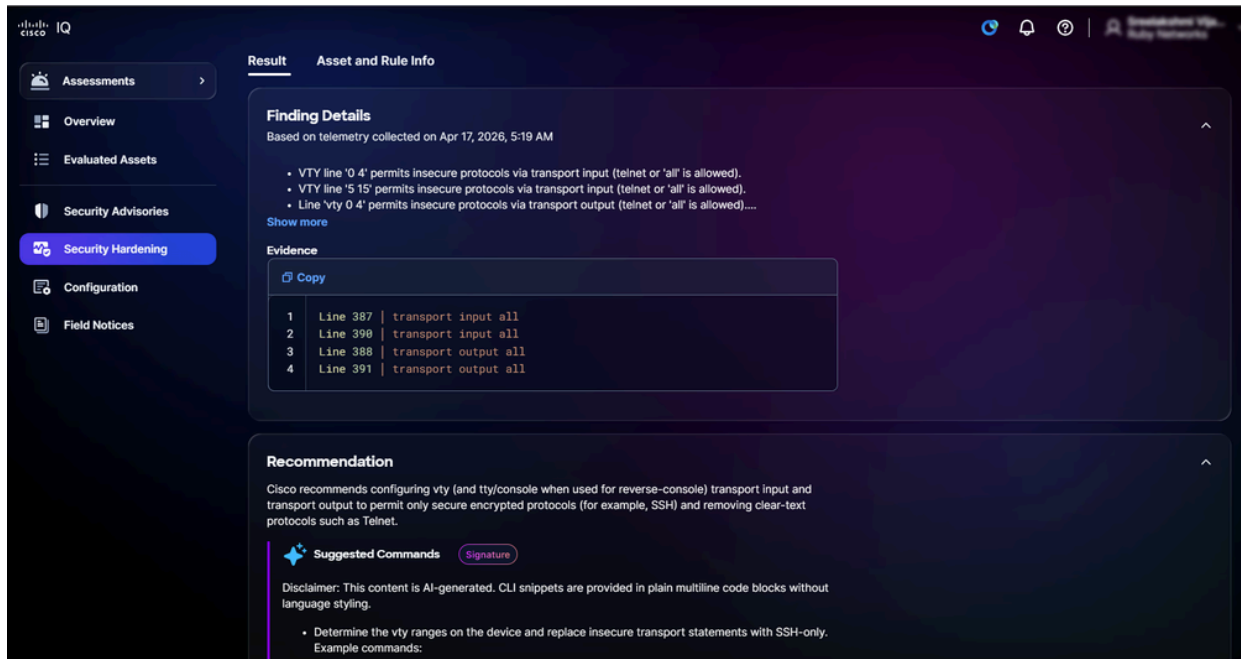 cisco IQ
Assessments
Overview
Evaluated Assets
Security Advisories
Security Hardening
Configuration
Field Notices
Result Asset and Rule Info
Finding Details
Based on telemetry collected on Apr 17, 2026, 5:19 AM
• VTY line '0 4' permits insecure protocols via transport input (telnet or 'all' is allowed).
• VTY line '5 15' permits insecure protocols via transport input (telnet or 'all' is allowed).
• Line 'vty 0 4' permits insecure protocols via transport output (telnet or 'all' is allowed)....
Show more
Evidence
Copy
1 Line 387 | transport input all
2 Line 390 | transport input all
3 Line 388 | transport output all
4 Line 391 | transport output all
Recommendation
Cisco recommends configuring vty (and tty/console when used for reverse-console) transport input and
transport output to permit only secure encrypted protocols (for example, SSH) and removing clear-text
protocols such as Telnet.
Suggested Commands Signature
Disclaimer: This content is AI-generated. CLI snippets are provided in plain multiline code blocks without
language styling.
• Determine the vty ranges on the device and replace insecure transport statements with SSH-only.
Example commands: